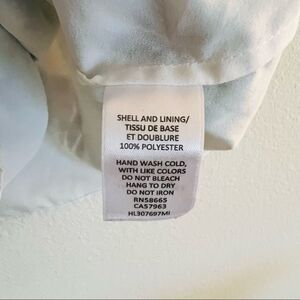 SHELL AND LINING/
TISSU DE BASE
ET DOUBLURE
100% POLYESTER
HAND WASH COLD,
WITH LIKE COLORS
DO NOT BLEACH
HANG TO DRY
DO NOT IRON
RN58665
CA57963
HL307697MI